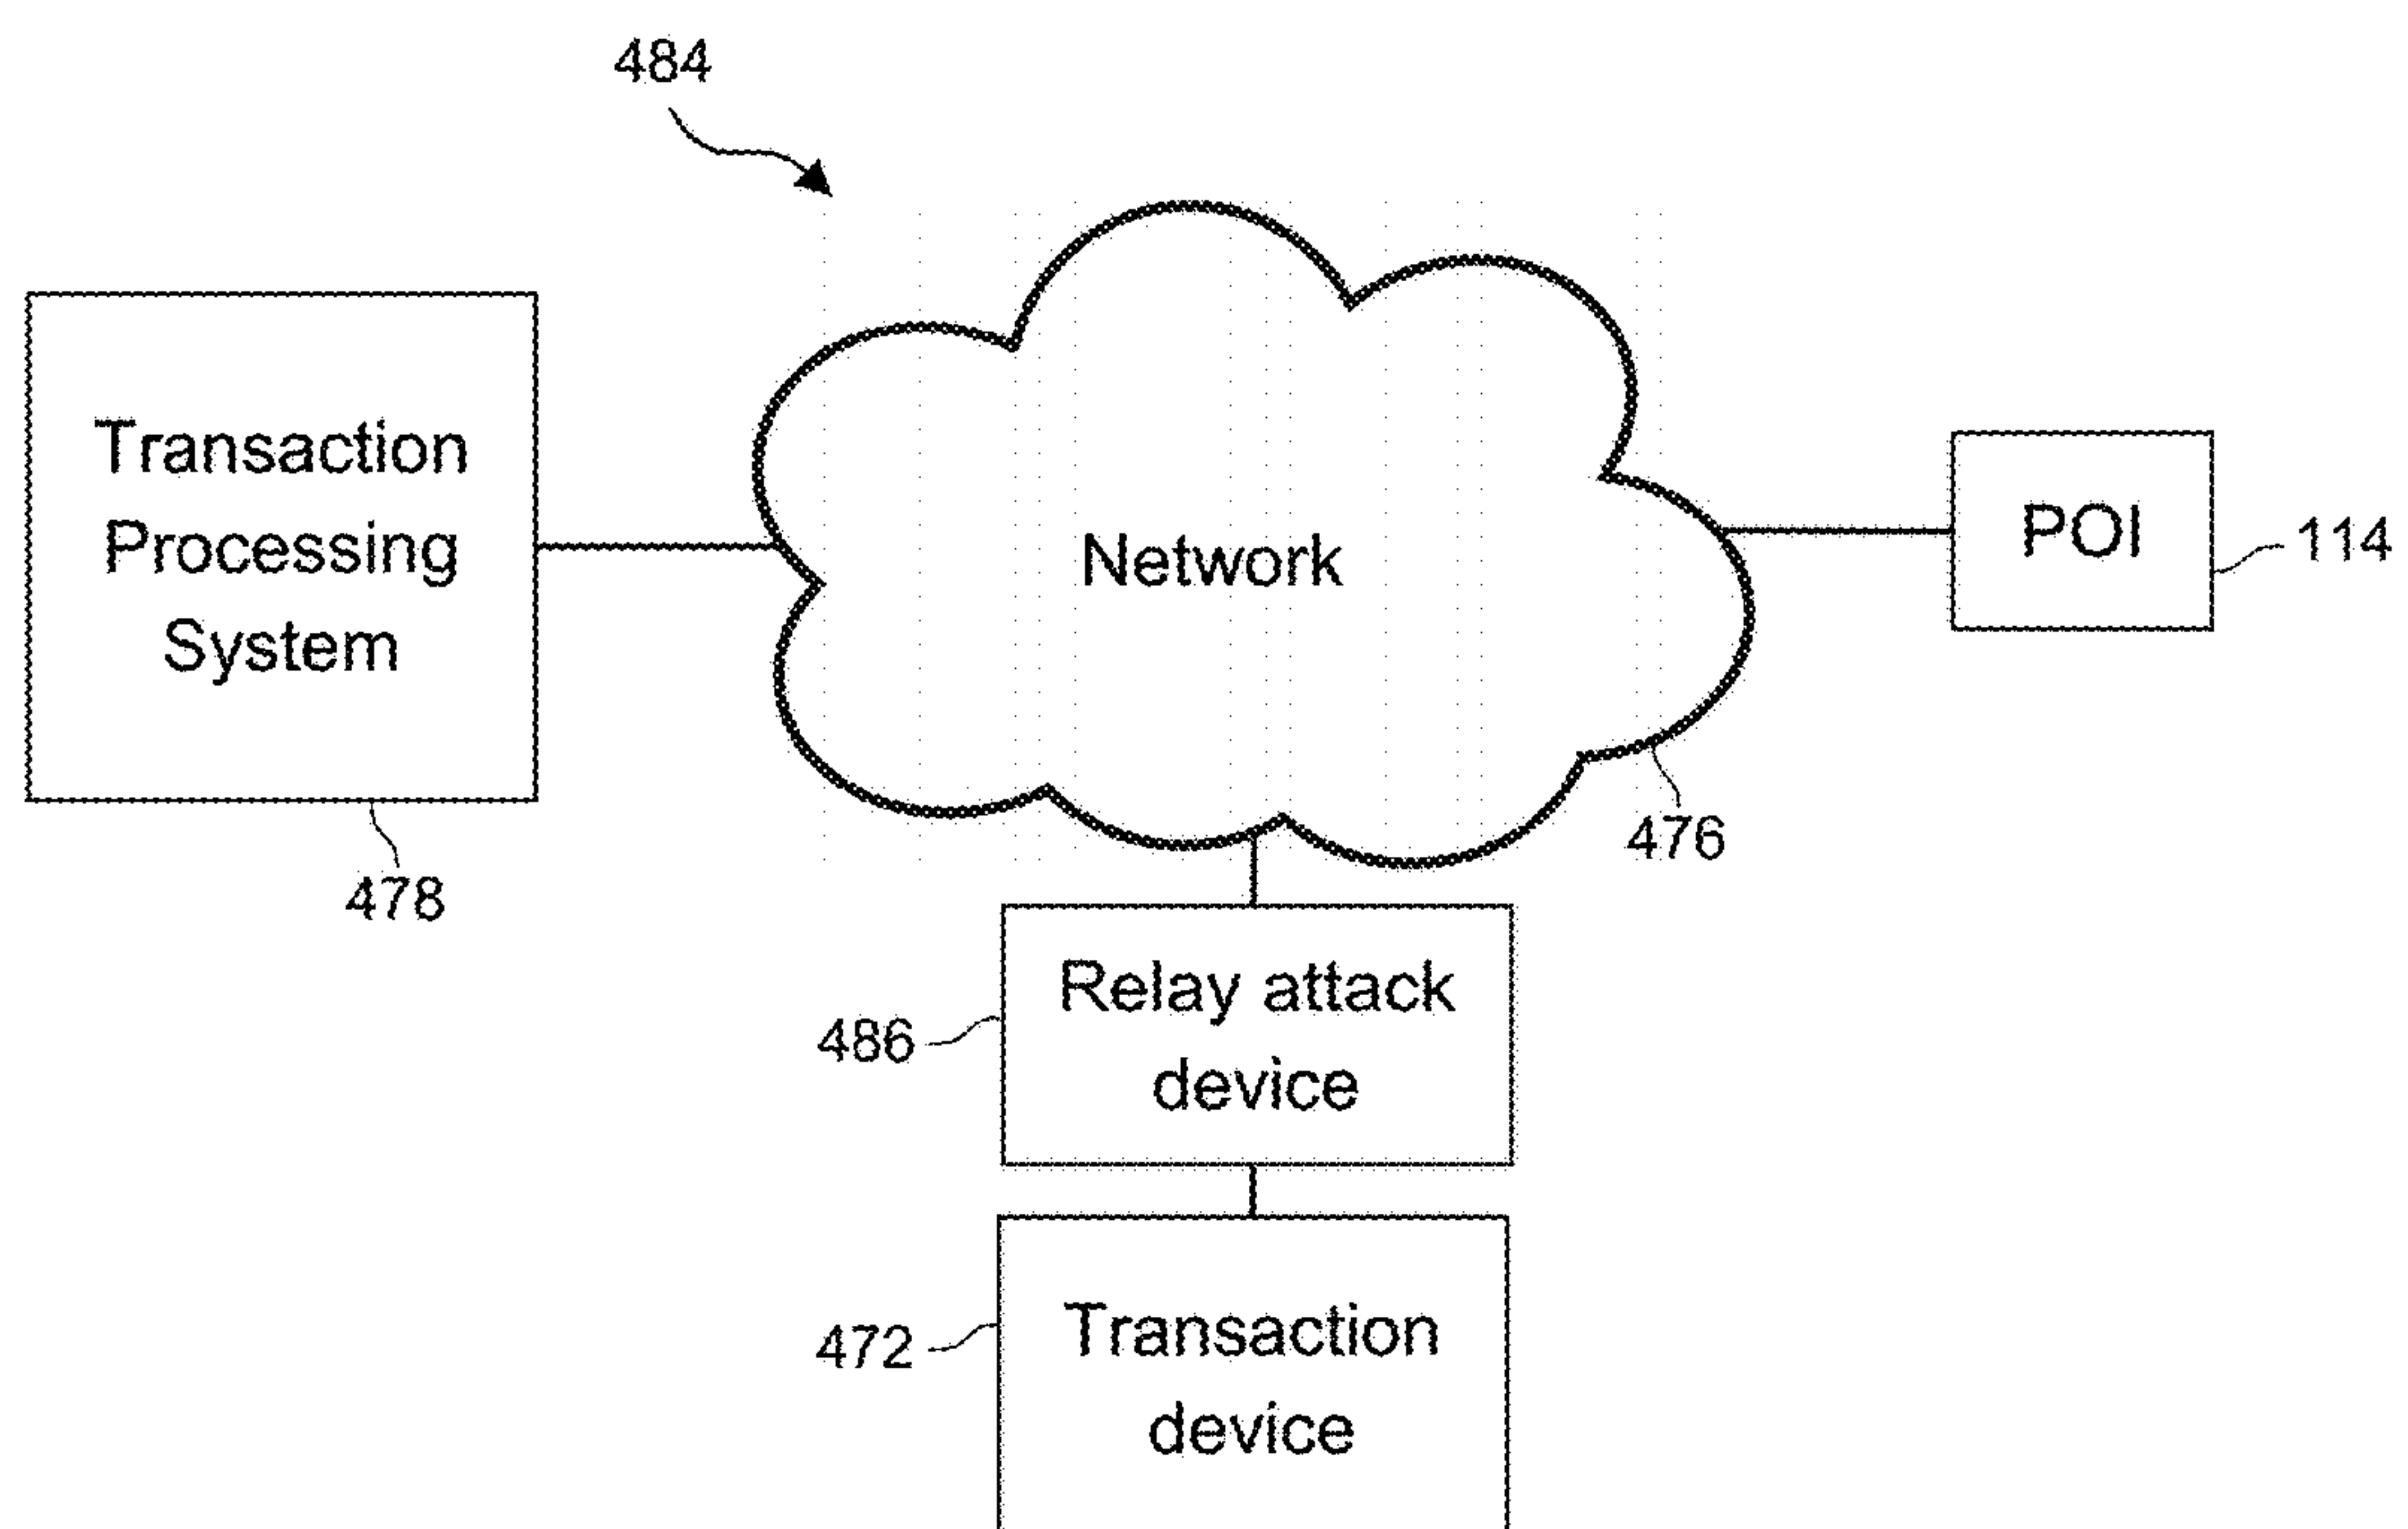 484
Transaction
Processing
System
478
Network
476
POI
114
Relay attack
device
486
Transaction
device
472